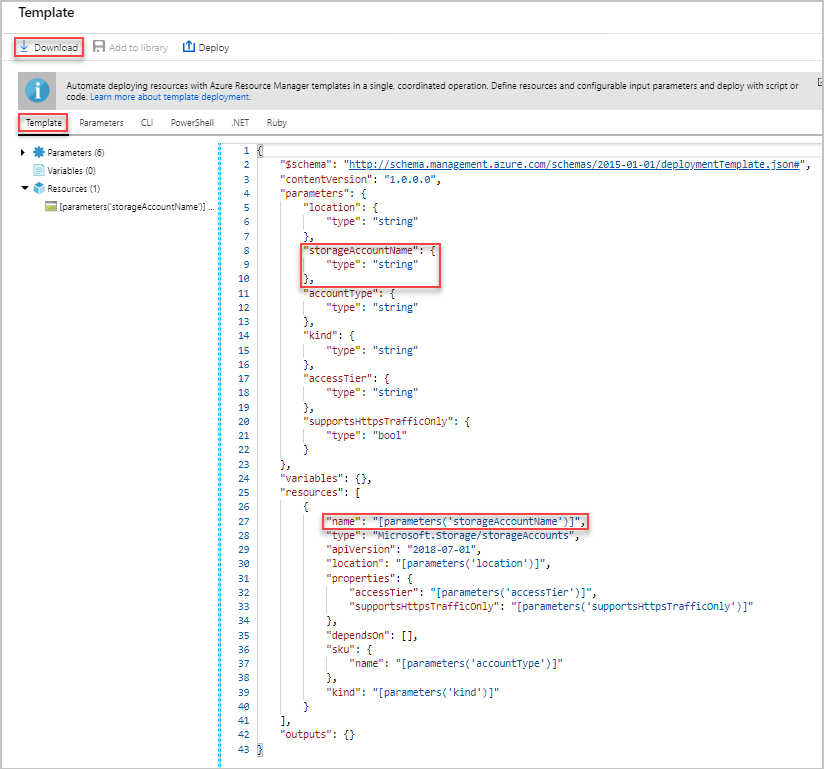 Template
Download Add to library Deploy
Automate deploying resources with Azure Resource Manager templates in a single, coordinated operation. Define resources and configurable input parameters and deploy with script or
code. Learn more about template deployment.
Template Parameters CLI PowerShell .NET Ruby
Parameters (6)
Variables (0)
Resources (1)
[parameters('storageAccountName')] ...
1 {
2 "$schema": "http://schema.management.azure.com/schemas/2015-01-01/deploymentTemplate.json#",
3 "contentVersion": "1.0.0.0",
4 "parameters": {
5 "location": {
6 "type": "string"
7 },
8 "storageAccountName": {
9 "type": "string"
10 },
11 "accountType": {
12 "type": "string"
13 },
14 "kind": {
15 "type": "string"
16 },
17 "accessTier": {
18 "type": "string"
19 },
20 "supportsHttpsTrafficOnly": {
21 "type": "bool"
22 }
23 },
24 "variables": {},
25 "resources": [
26 {
27 "name": "[parameters('storageAccountName')]",
28 "type": "Microsoft.Storage/storageAccounts",
29 "apiVersion": "2018-07-01",
30 "location": "[parameters('location')]",
31 "properties": {
32 "accessTier": "[parameters('accessTier')]",
33 "supportsHttpsTrafficOnly": "[parameters('supportsHttpsTrafficOnly')]"
34 },
35 "dependsOn": [],
36 "sku": {
37 "name": "[parameters('accountType')]"
38 },
39 "kind": "[parameters('kind')]"
40 }
41 ],
42 "outputs": {}
43 }